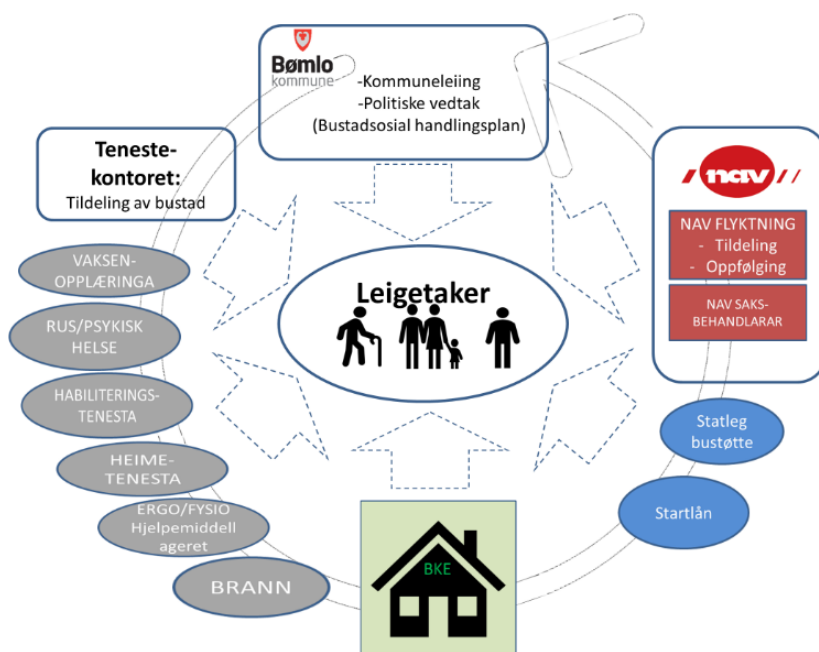 Bømlo
kommune
-Kommuneleiing
-Politiske vedtak
(Bustadsosial handlingsplan)
Teneste-
kontoret:
Tildeling av bustad
VAKSEN-
OPPLÆRINGA
RUS/PSYKISK
HELSE
HABILITERINGS-
TENESTA
HEIME-
TENESTA
ERGO/FYSIO
Hjelpemiddell
ageret
BRANN
Leigetaker
BKE
nav
NAV FLYKTNING
- Tildeling
- Oppfølging
NAV SAKS-
BEHANDLARAR
Statleg
bustøtte
Startlån